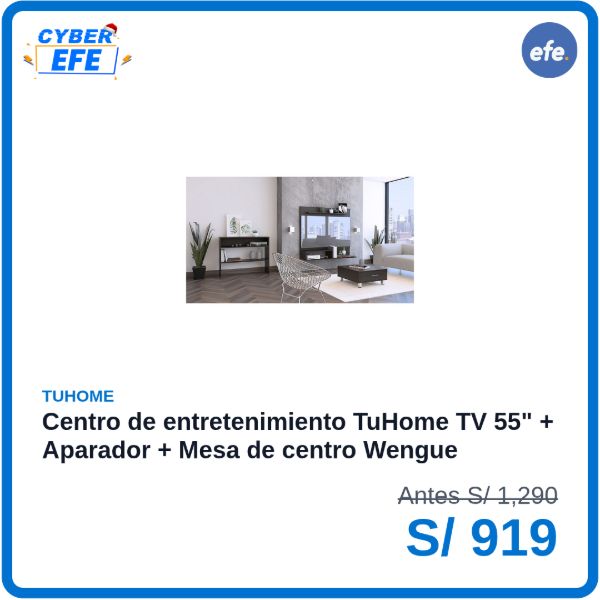 CYBER
EFE
efe.
TUHOME
Centro de entretenimiento TuHome TV 55" +
Aparador + Mesa de centro Wengue
Antes S/ 1,290
S/ 919